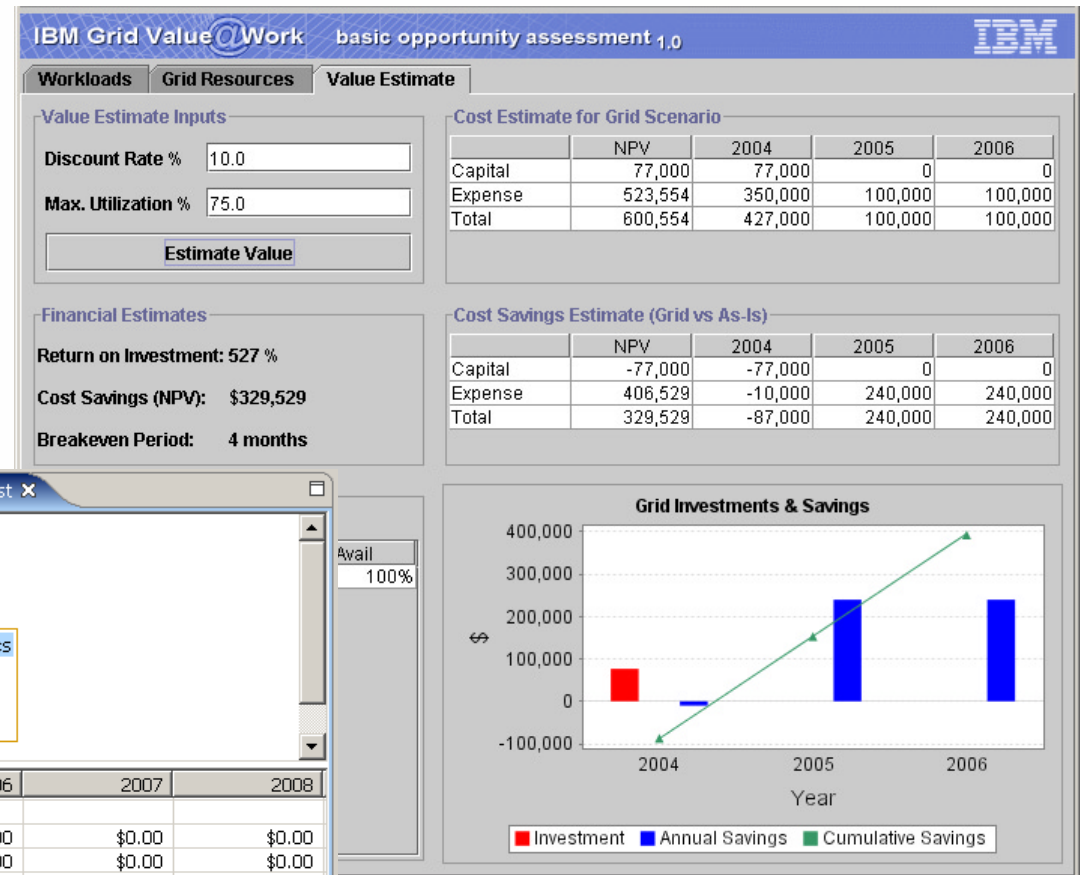 IBM Grid Value@Work basic opportunity assessment 1.0 IBM
Workloads Grid Resources Value Estimate
Value Estimate Inputs
Discount Rate % 10.0
Max. Utilization % 75.0
Estimate Value
Cost Estimate for Grid Scenario
NPV 2004 2005 2006
Capital 77,000 77,000 0 0
Expense 523,554 350,000 100,000 100,000
Total 600,554 427,000 100,000 100,000
Financial Estimates
Return on Investment: 527 %
Cost Savings (NPV): $329,529
Breakeven Period: 4 months
Cost Savings Estimate (Grid vs As-Is)
NPV 2004 2005 2006
Capital -77,000 -77,000 0 0
Expense 406,529 -10,000 240,000 240,000
Total 329,529 -87,000 240,000 240,000
st
Avail
100%
cs
06 2007 2008
00 $0.00 $0.00
00 $0.00 $0.00
Grid Investments & Savings
400,000
300,000
200,000
100,000
0
-100,000
$
2004 2005 2006
Year
Investment Annual Savings Cumulative Savings